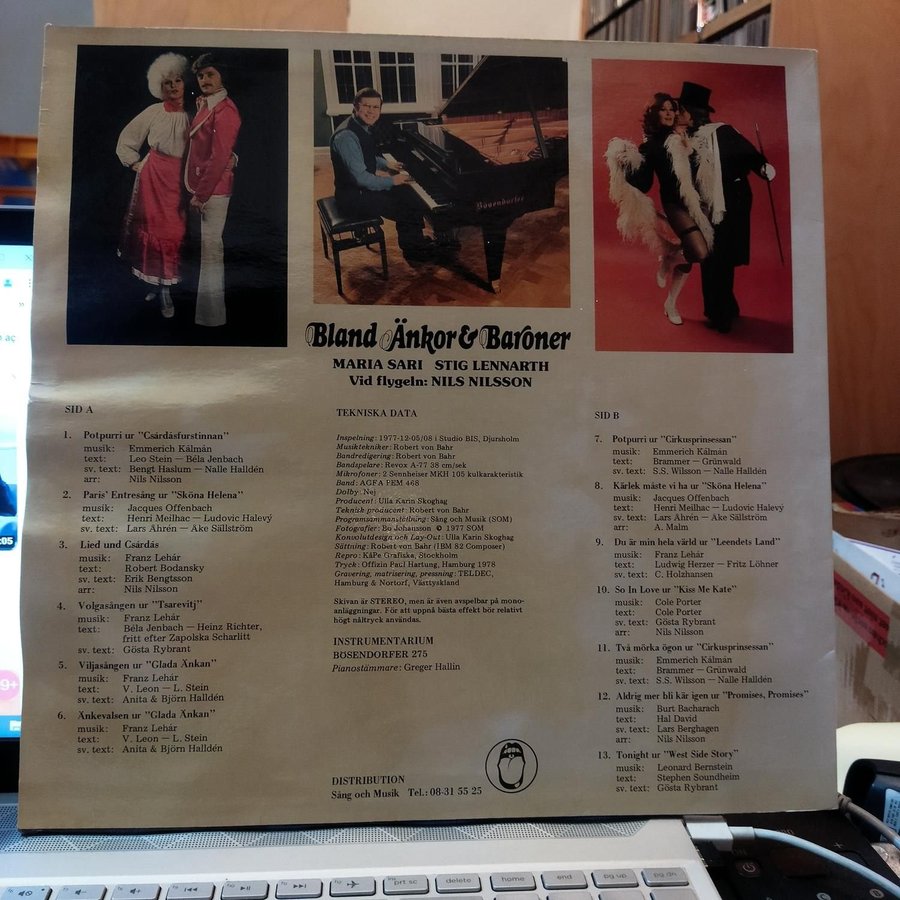 Bösendorfer
Bland Änkor & Baroner
MARIA SARI STIG LENNARTH
Vid flygeln: NILS NILSSON
SID A
1. Potpurri ur "Csárdásfurstinnan"
musik: Emmerich Kálmán
text: Leo Stein — Béla Jenbach
sv. text: Bengt Haslum — Nalle Halldén
arr: Nils Nilsson
2. Paris' Entresång ur "Sköna Helena"
musik: Jacques Offenbach
text: Henri Meilhac — Ludovic Halevý
sv. text: Lars Ahrén — Ake Sällström
3. Lied und Csárdás
musik: Franz Lehár
text: Robert Bodansky
sv. text: Erik Bengtsson
arr: Nils Nilsson
4. Volgasången ur "Tsarevitj"
musik: Franz Lehár
text: Béla Jenbach — Heinz Richter,
fritt efter Zapolska Scharlitt
sv. text: Gösta Rybrant
5. Viljasången ur "Glada Änkan"
musik: Franz Lehár
text: V. Leon — L. Stein
sv. text: Anita & Björn Halldén
6. Änkevalsen ur "Glada Änkan"
musik: Franz Lehár
text: V. Leon — L. Stein
sv. text: Anita & Björn Halldén
TEKNISKA DATA
Inspelning: 1977-12-05/08 i Studio BIS, Djursholm
Musiktekniker: Robert von Bahr
Bandredigering: Robert von Bahr
Bandspelare: Revox A-77 38 cm/sek
Mikrofoner: 2 Sennheiser MKH 105 kulkarakteristik
Band: AGFA PEM 468
Dolby: Nej
Producent: Ulla Karin Skoghag
Teknisk producent: Robert von Bahr
Programsammanställning: Sång och Musik (SOM)
Fotografier: Bo Johansson © 1977 SOM
Konvolutdesign och Lay-Out: Ulla Karin Skoghag
Sättning: Robert von Bahr (IBM 82 Composer)
Repro: KåPe Grafiska, Stockholm
Tryck: Offizin Paul Hartung, Hamburg 1978
Gravering, matrisering, pressning: TELDEC,
Hamburg & Nortorf, Västtyskland
Skivan är STEREO, men är även avspelbar på mono-
anläggningar. För att uppnå bästa effekt bör relativt
högt nåltryck användas.
INSTRUMENTARIUM
BÖSENDORFER 275
Pianostämmare: Greger Hallin
DISTRIBUTION
Sång och Musik Tel.: 08-31 55 25
SID B
7. Potpurri ur "Cirkusprinsessan"
musik: Emmerich Kálmán
text: Brammer — Grünwald
sv. text: S.S. Wilsson — Nalle Halldén
8. Kärlek måste vi ha ur "Sköna Helena"
musik: Jacques Offenbach
text: Henri Meilhac — Ludovic Halevý
sv. text: Lars Ahrén — Ake Sällström
arr: A. Malm
9. Du är min hela värld ur "Leendets Land"
musik: Franz Lehár
text: Ludwig Herzer — Fritz Löhner
sv. text: C. Holzhansen
10. So In Love ur "Kiss Me Kate"
musik: Cole Porter
text: Cole Porter
sv. text: Gösta Rybrant
arr: Nils Nilsson
11. Två mörka ögon ur "Cirkusprinsessan"
musik: Emmerich Kálmán
text: Brammer — Grünwald
sv. text: S.S. Wilsson — Nalle Halldén
12. Aldrig mer bli kär igen ur "Promises, Promises"
musik: Burt Bacharach
text: Hal David
sv. text: Lars Berghagen
arr: Nils Nilsson
13. Tonight ur "West Side Story"
musik: Leonard Bernstein
text: Stephen Soundheim
sv. text: Gösta Rybrant
prt sc
delete
home
end
pg up
pg dn